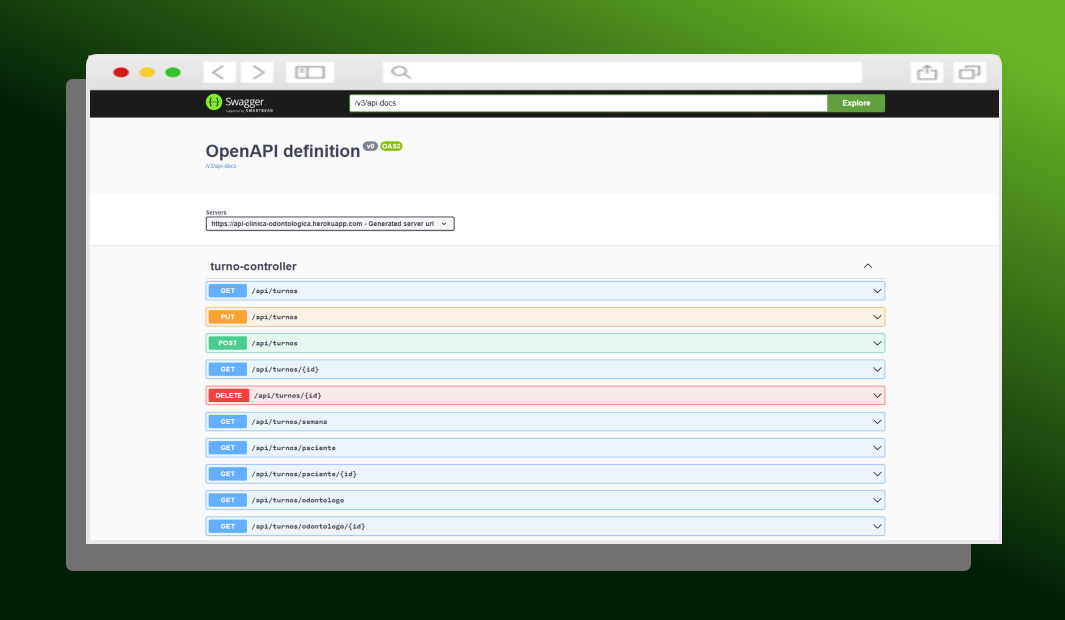 Swagger
Supported by SMARTBEAR
/v3/api-docs
Explore
OpenAPI definition v0 OAS3
/v3/api-docs
Servers
https://api-clinica-odontologica.herokuapp.com - Generated server url
turno-controller
GET /api/turnos
PUT /api/turnos
POST /api/turnos
GET /api/turnos/{id}
DELETE /api/turnos/{id}
GET /api/turnos/semana
GET /api/turnos/paciente
GET /api/turnos/paciente/{id}
GET /api/turnos/odontologo
GET /api/turnos/odontologo/{id}